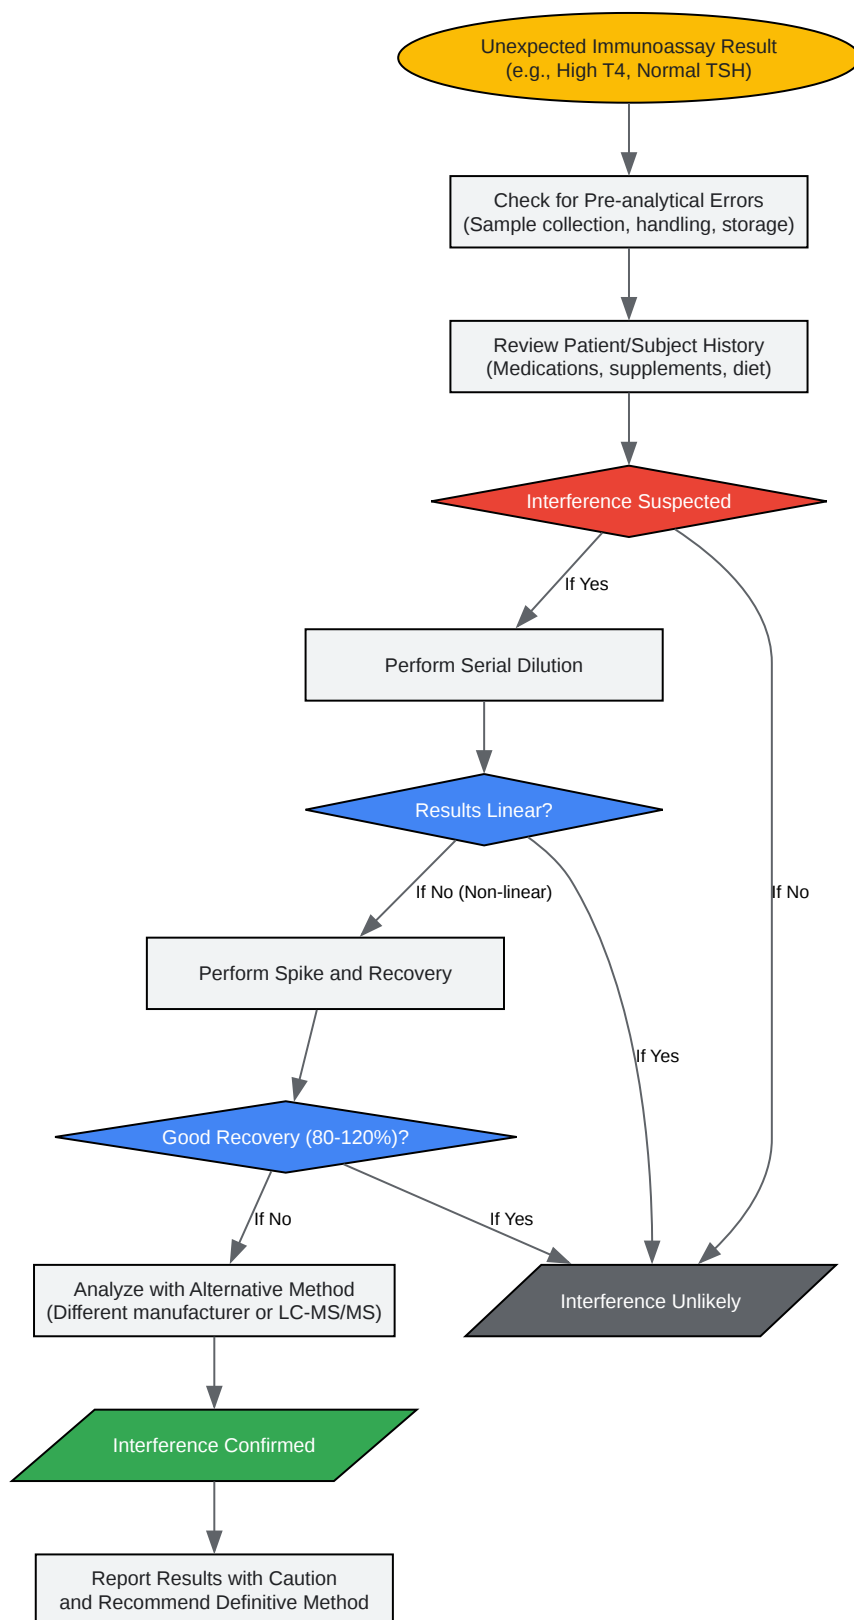 Unexpected Immunoassay Result
(e.g., High T4, Normal TSH)
Check for Pre-analytical Errors
(Sample collection, handling, storage)
Review Patient/Subject History
(Medications, supplements, diet)
Interference Suspected
If Yes
Perform Serial Dilution
Results Linear?
If No (Non-linear)
If No
Perform Spike and Recovery
If Yes
Good Recovery (80-120%)?
If No
If Yes
Analyze with Alternative Method
(Different manufacturer or LC-MS/MS)
Interference Unlikely
Interference Confirmed
Report Results with Caution
and Recommend Definitive Method